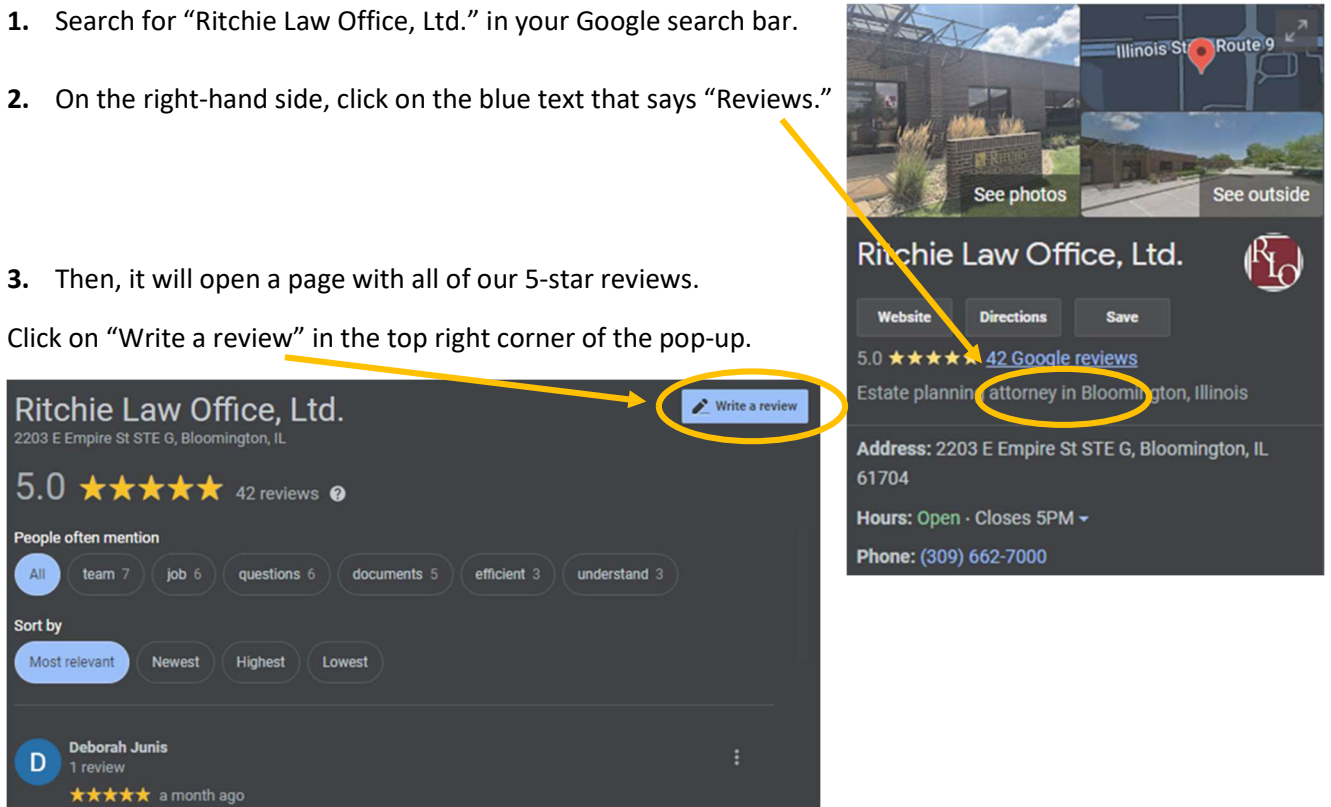 1. Search for “Ritchie Law Office, Ltd.” in your Google search bar.
2. On the right-hand side, click on the blue text that says “Reviews.”
3. Then, it will open a page with all of our 5-star reviews.
Click on “Write a review” in the top right corner of the pop-up.
Illinois St Route 9
RITCHIE
See photos
See outside
Ritchie Law Office, Ltd.
RLO
Website Directions Save
5.0 ★★★★★ 42 Google reviews
Estate planning attorney in Bloomington, Illinois
Address: 2203 E Empire St STE G, Bloomington, IL
61704
Hours: Open · Closes 5PM
Phone: (309) 662-7000
Ritchie Law Office, Ltd.
2203 E Empire St STE G, Bloomington, IL
Write a review
5.0 ★★★★★ 42 reviews ?
People often mention
All team 7 job 6 questions 6 documents 5 efficient 3 understand 3
Sort by
Most relevant Newest Highest Lowest
D
Deborah Junis
1 review
★★★★★ a month ago